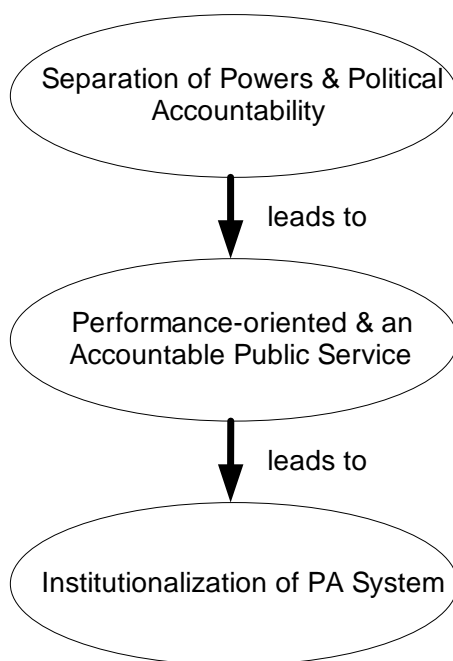 Separation of Powers & Political
Accountability
leads to
Performance-oriented & an
Accountable Public Service
leads to
Institutionalization of PA System